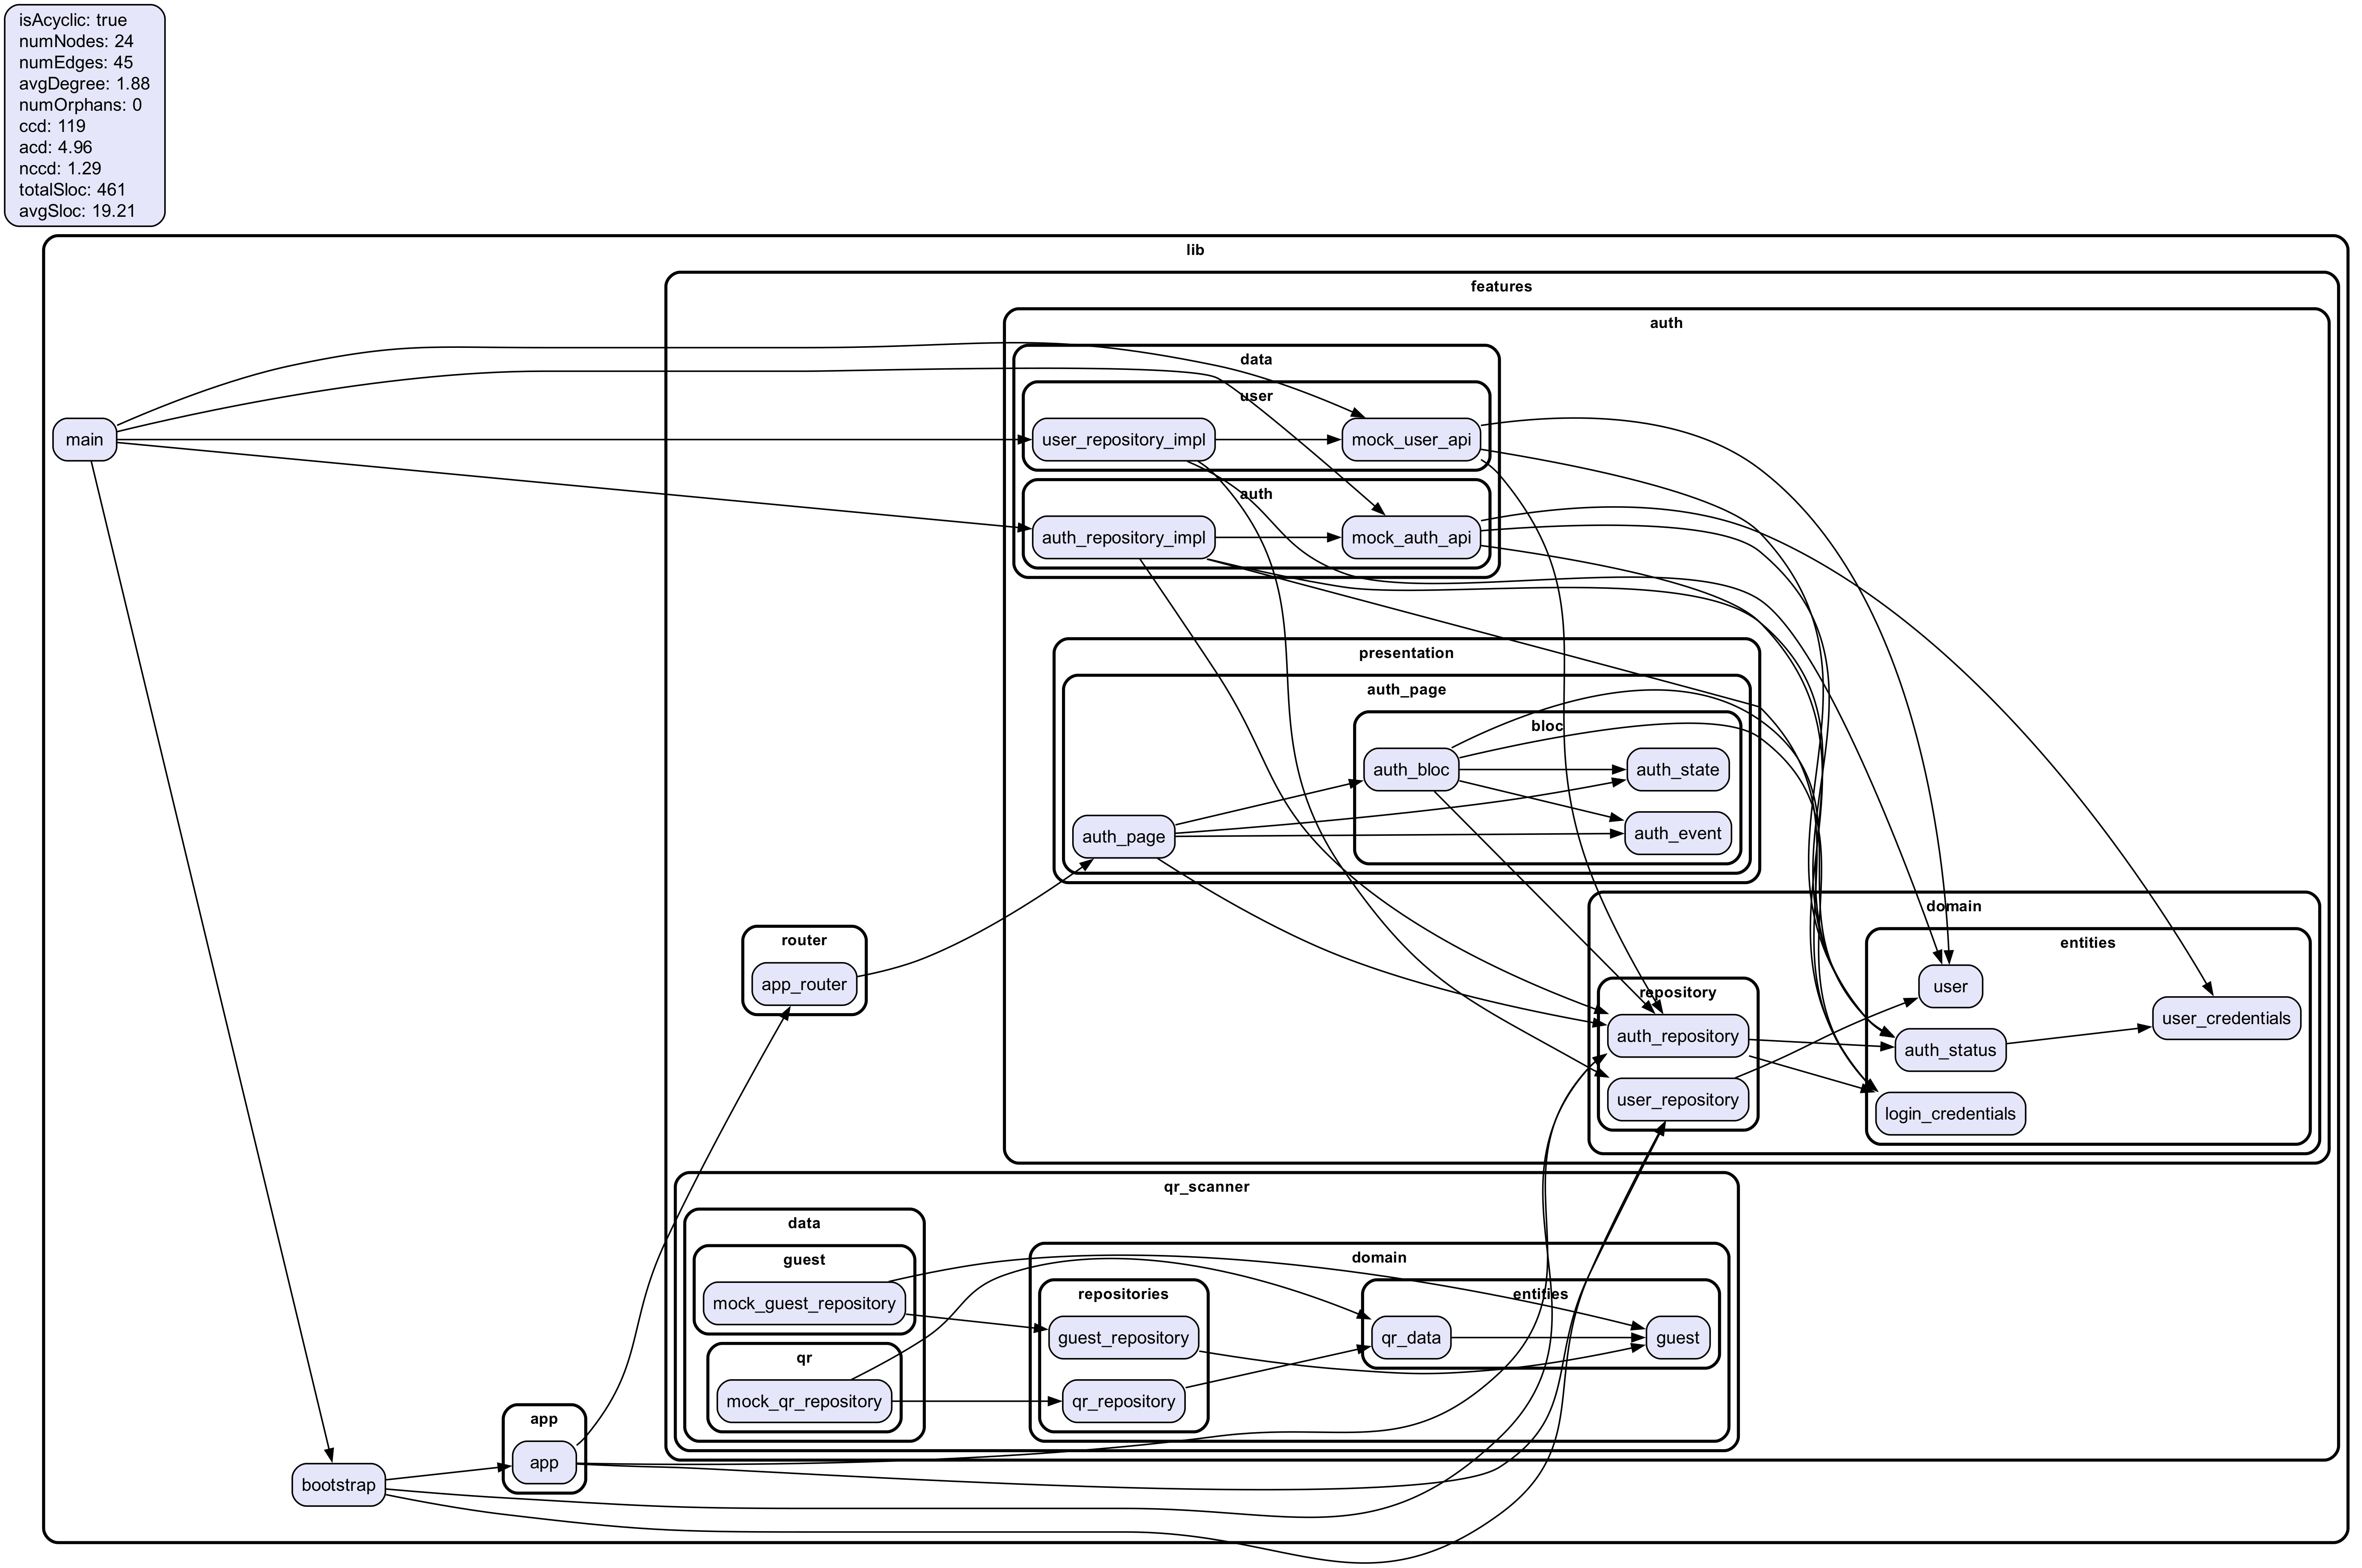 isAcyclic: true
numNodes: 24
numEdges: 45
avgDegree: 1.88
numOrphans: 0
ccd: 119
acd: 4.96
nccd: 1.29
totalSloc: 461
avgSloc: 19.21
lib
features
auth
data
user
main
user_repository_impl
mock_user_api
auth
auth_repository_impl
mock_auth_api
presentation
auth_page
bloc
auth_bloc
auth_state
auth_event
auth_page
domain
entities
router
app_router
user
repository
user_credentials
auth_repository
auth_status
user_repository
login_credentials
qr_scanner
data
guest
mock_guest_repository
domain
repositories
entities
guest_repository
qr_data
guest
qr
mock_qr_repository
qr_repository
app
app
bootstrap